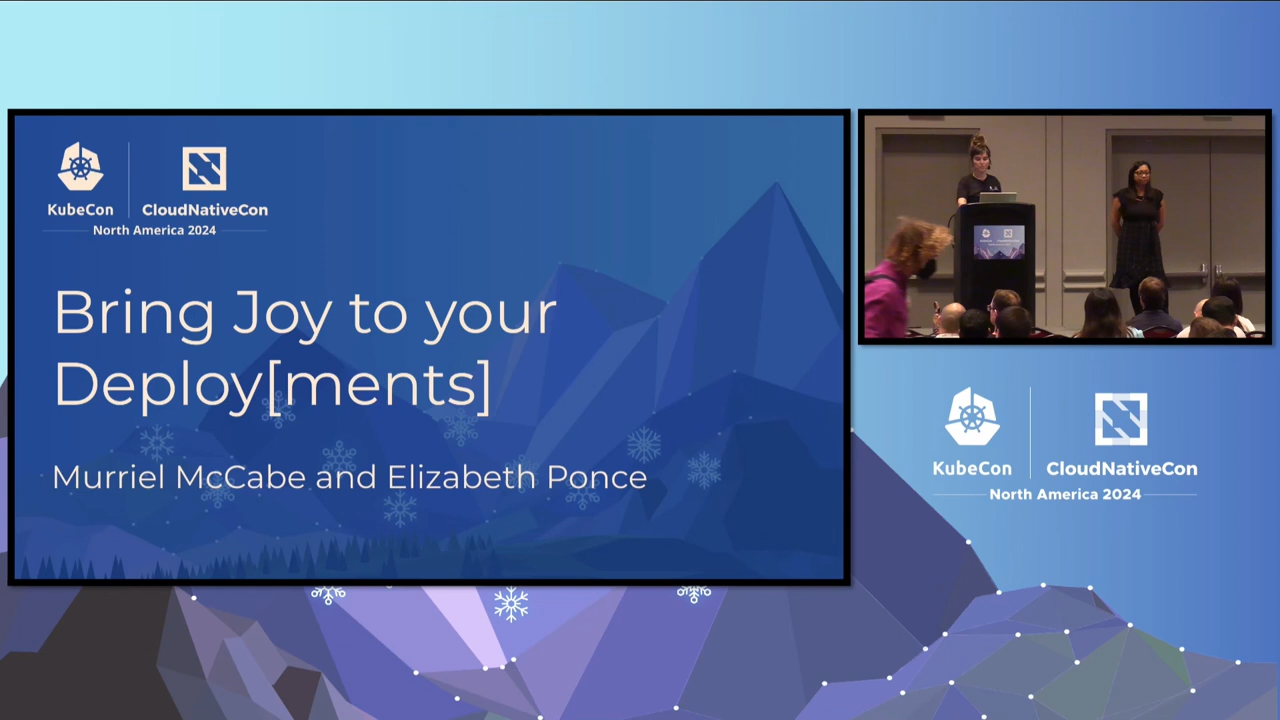 KubeCon
CloudNativeCon
North America 2024
Bring Joy to your
Deploy[ments]
Murriel McCabe and Elizabeth Ponce
KubeCon
CloudNativeCon
North America 2024